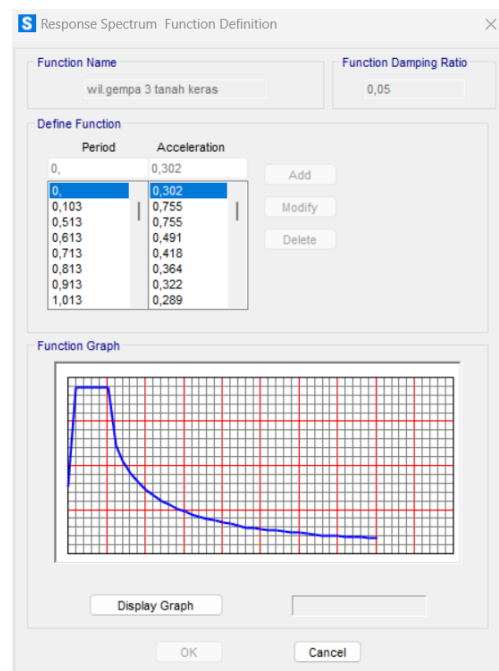 S Response Spectrum Function Definition
Function Name
Function Damping Ratio
wil.gempa 3 tanah keras
0,05
Define Function
Period Acceleration
0, 0,302
Add
0, 0,302
0,103 0,755
Modify
0,513 0,755
0,613 0,491
Delete
0,713 0,418
0,813 0,364
0,913 0,322
1,013 0,289
Function Graph
Display Graph
OK Cancel